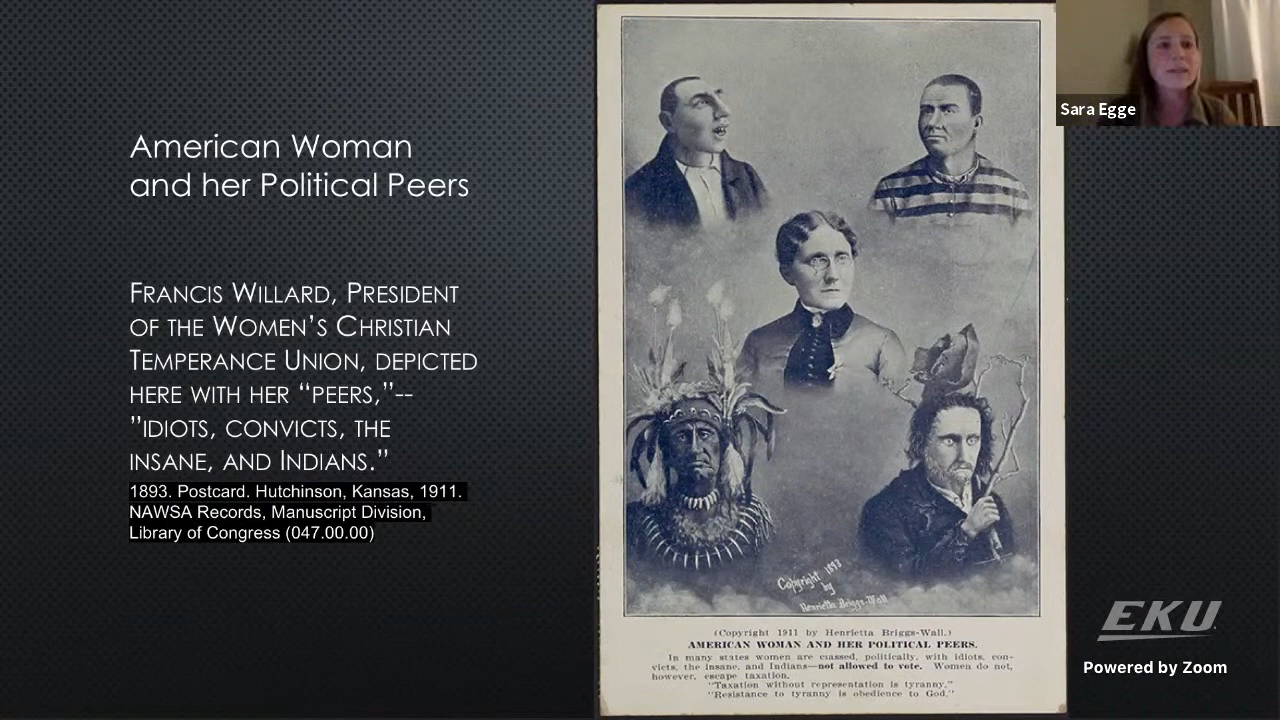 American Woman
and her Political Peers
FRANCIS WILLARD, PRESIDENT
OF THE WOMEN'S CHRISTIAN
TEMPERANCE UNION, DEPICTED
HERE WITH HER “PEERS,”--
”IDIOTS, CONVICTS, THE
INSANE, AND INDIANS.”
1893. Postcard. Hutchinson, Kansas, 1911.
NAWSA Records, Manuscript Division,
Library of Congress (047.00.00)
Copyright 1893
by
Henrietta Briggs-Wall
(Copyright 1911 by Henrietta Briggs-Wall.)
AMERICAN WOMAN AND HER POLITICAL PEERS.
In many states women are classed, politically, with idiots, con-
victs, the insane, and Indians—not allowed to vote. Women do not,
however, escape taxation.
"Taxation without representation is tyranny."
"Resistance to tyranny is obedience to God."
Sara Egge
EKU
Powered by Zoom